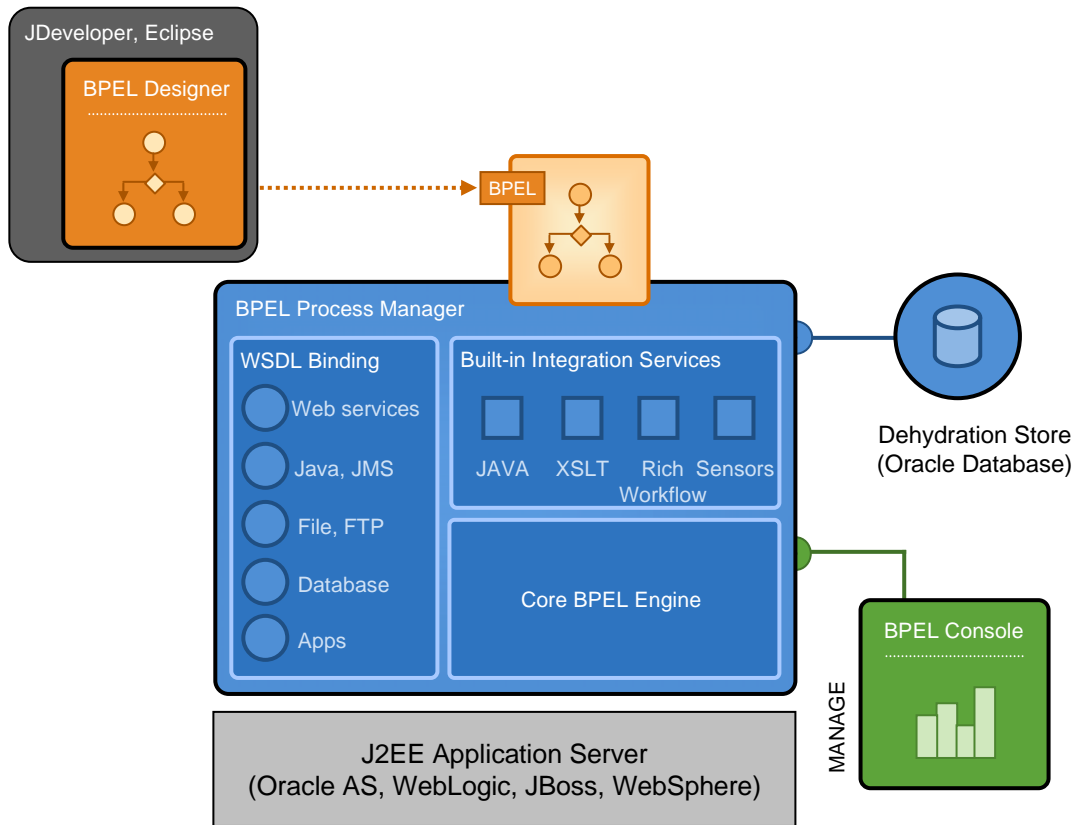 JDeveloper, Eclipse
BPEL Designer
BPEL
BPEL Process Manager
WSDL Binding
Web services
Java, JMS
File, FTP
Database
Apps
Built-in Integration Services
JAVA
XSLT
Rich
Workflow
Sensors
Core BPEL Engine
Dehydration Store
(Oracle Database)
BPEL Console
MANAGE
J2EE Application Server
(Oracle AS, WebLogic, JBoss, WebSphere)